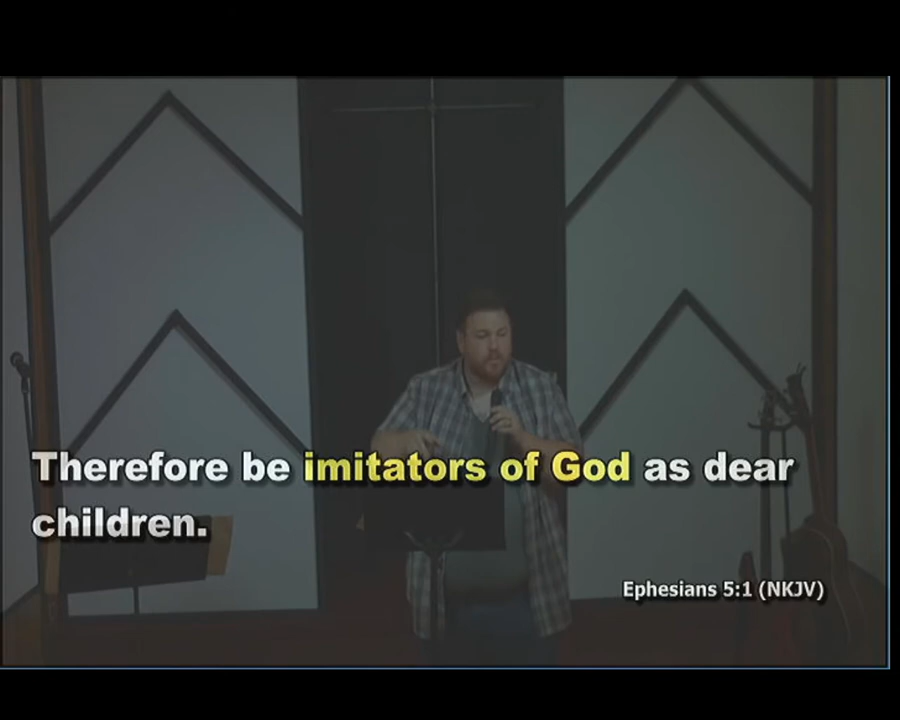 Therefore be imitators of God as dear
children.
Ephesians 5:1 (NKJV)